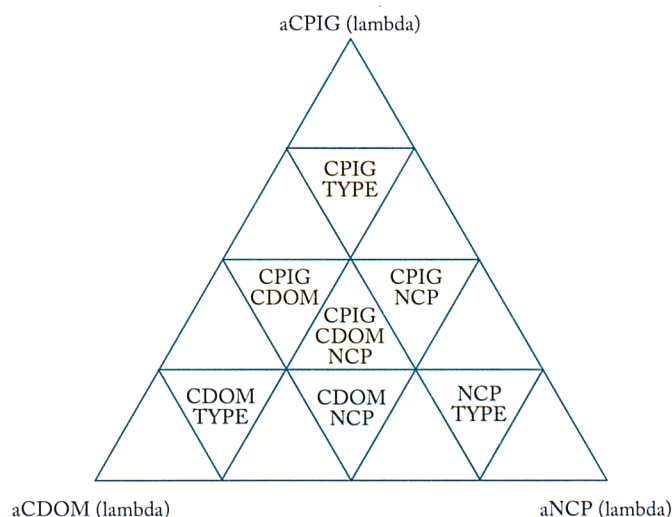 aCPIG (lambda)
CPIG
TYPE
CPIG
CDOM
CPIG
NCP
CPIG
CDOM
NCP
CDOM
TYPE
CDOM
NCP
NCP
TYPE
aCDOM (lambda)
aNCP (lambda)